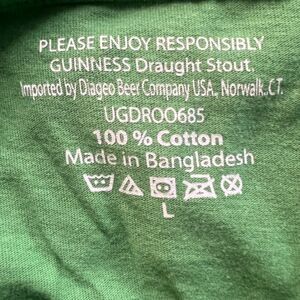 PLEASE ENJOY RESPONSIBLY
GUINNESS Draught Stout.
Imported by Diageo Beer Company USA., Norwalk, CT.
UGDROO685
100 % Cotton
Made in Bangladesh
L